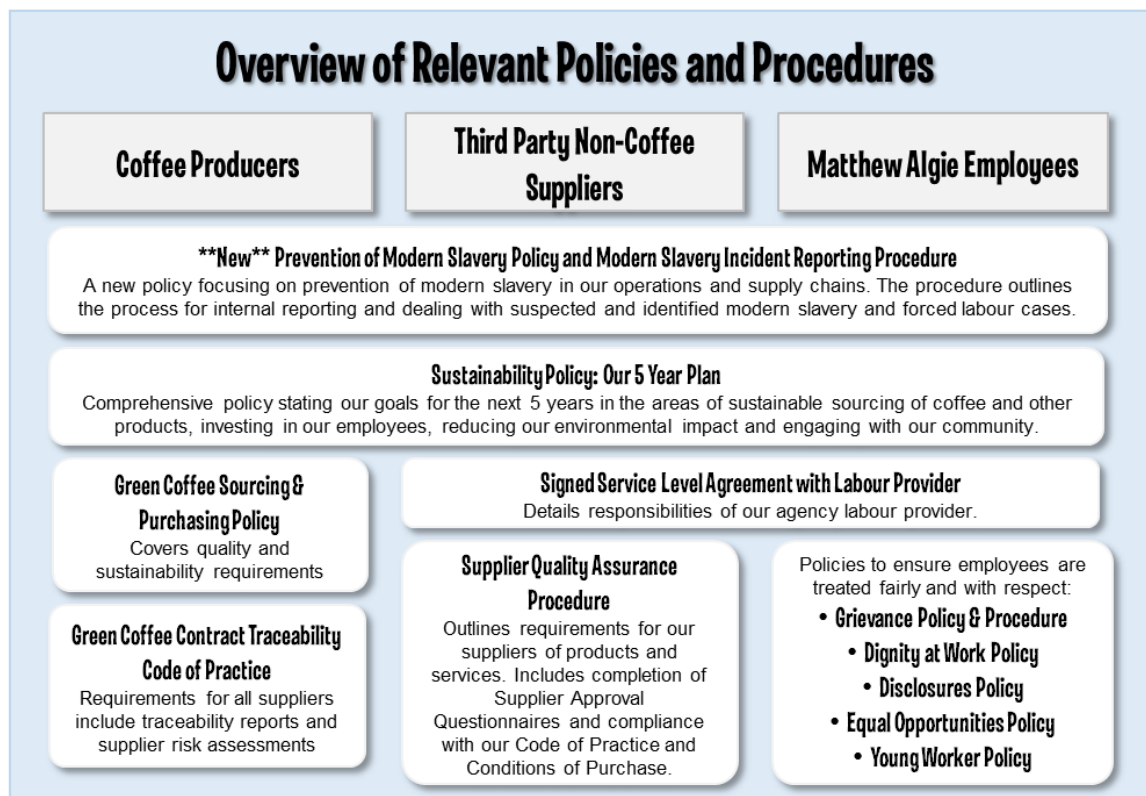 Overview of Relevant Policies and Procedures
Coffee Producers
Third Party Non-Coffee
Suppliers
Matthew Algie Employees
**New** Prevention of Modern Slavery Policy and Modern Slavery Incident Reporting Procedure
A new policy focusing on prevention of modern slavery in our operations and supply chains. The procedure outlines
the process for internal reporting and dealing with suspected and identified modern slavery and forced labour cases.
Sustainability Policy: Our 5 Year Plan
Comprehensive policy stating our goals for the next 5 years in the areas of sustainable sourcing of coffee and other
products, investing in our employees, reducing our environmental impact and engaging with our community.
Green Coffee Sourcing &
Purchasing Policy
Covers quality and
sustainability requirements
Green Coffee Contract Traceability
Code of Practice
Requirements for all suppliers
include traceability reports and
supplier risk assessments
Signed Service Level Agreement with Labour Provider
Details responsibilities of our agency labour provider.
Supplier Quality Assurance
Procedure
Outlines requirements for our
suppliers of products and
services. Includes completion of
Supplier Approval
Questionnaires and compliance
with our Code of Practice and
Conditions of Purchase.
Policies to ensure employees are
treated fairly and with respect:
• Grievance Policy & Procedure
• Dignity at Work Policy
• Disclosures Policy
• Equal Opportunities Policy
• Young Worker Policy